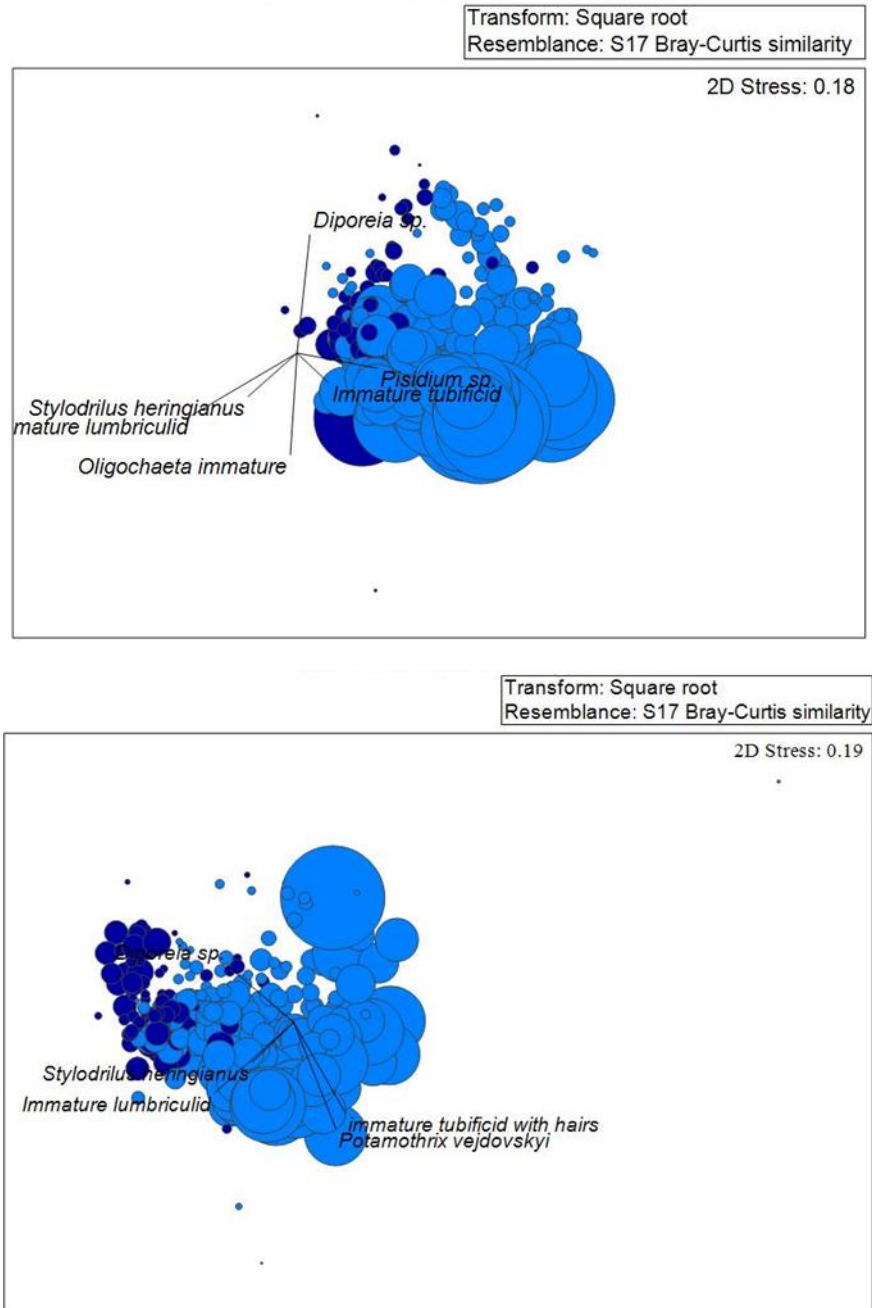 Transform: Square root
Resemblance: S17 Bray-Curtis similarity
2D Stress: 0.18
Diporeia sp.
Pisidium sp.
Immature tubificid
Stylodrilus heringianus
mature lumbriculid
Oligochaeta immature
Transform: Square root
Resemblance: S17 Bray-Curtis similarity
2D Stress: 0.19
Diporeia sp.
Stylodrilus heringianus
Immature lumbriculid
immature tubificid with hairs
Potamothrix vejdovskyi